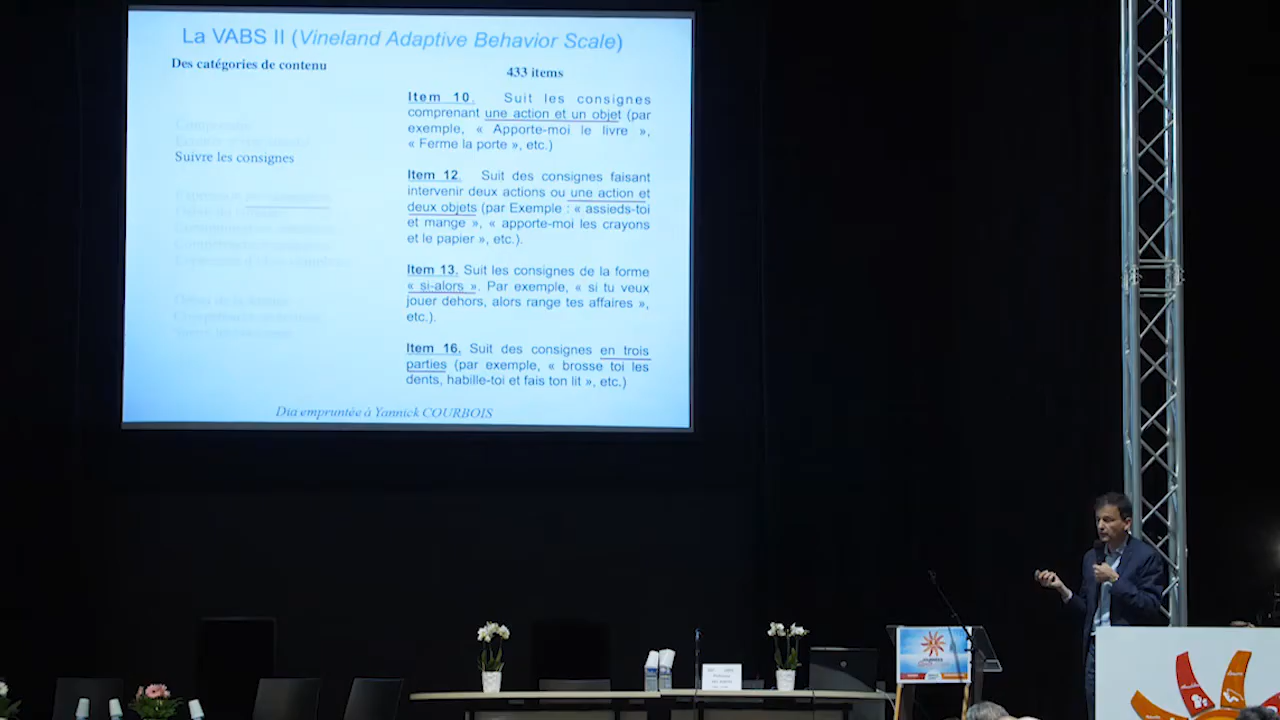 La VABS II (Vineland Adaptive Behavior Scale)
Des catégories de contenu
433 items
Suivre les consignes
Item 10. Suit les consignes
comprenant une action et un objet (par
exemple, « Apporte-moi le livre »,
« Ferme la porte », etc.)
Item 12. Suit des consignes faisant
intervenir deux actions ou une action et
deux objets (par Exemple : « assieds-toi
et mange », « apporte-moi les crayons
et le papier », etc.).
Item 13. Suit les consignes de la forme
« si-alors ». Par exemple, « si tu veux
jouer dehors, alors range tes affaires »,
etc.).
Item 16. Suit des consignes en trois
parties (par exemple, « brosse toi les
dents, habille-toi et fais ton lit », etc.)
Dia empruntée à Yannick COURBOIS